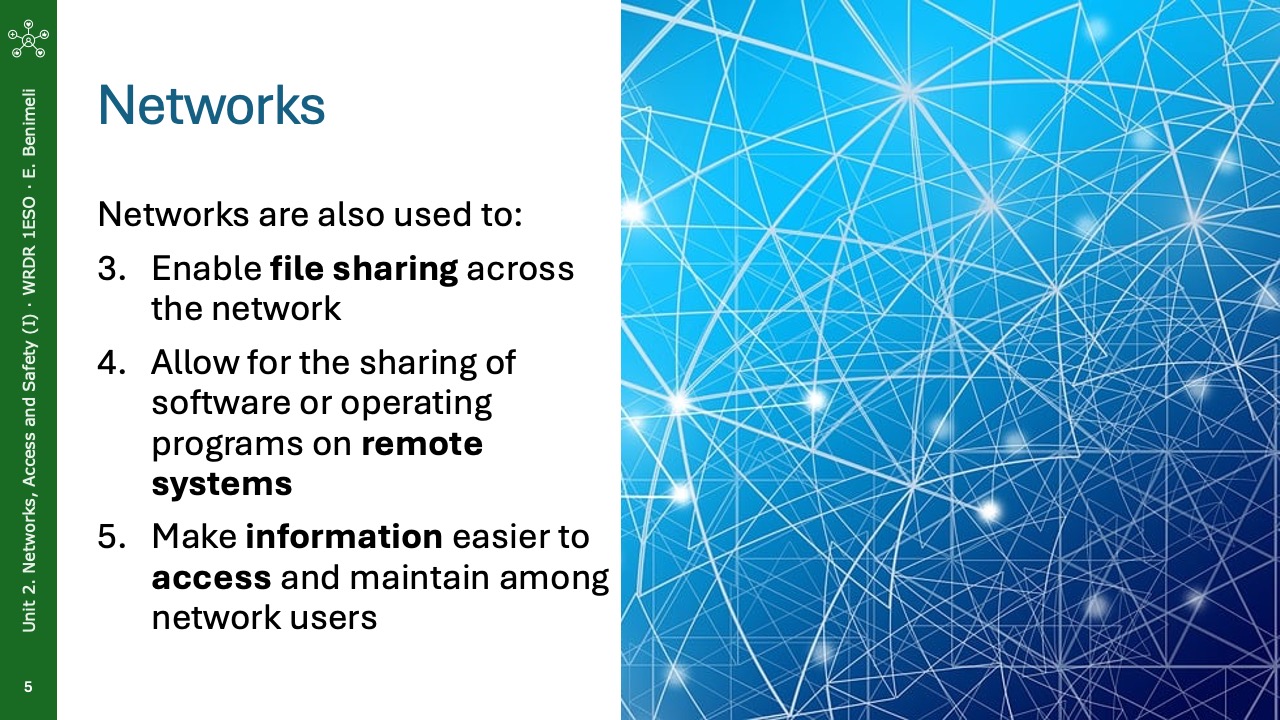 Networks
Networks are also used to:
3. Enable file sharing across
the network
4. Allow for the sharing of
software or operating
programs on remote
systems
5. Make information easier to
access and maintain among
network users
Unit 2. Networks, Access and Safety (I) · WRDR 1ESO · E. Benimeli
5